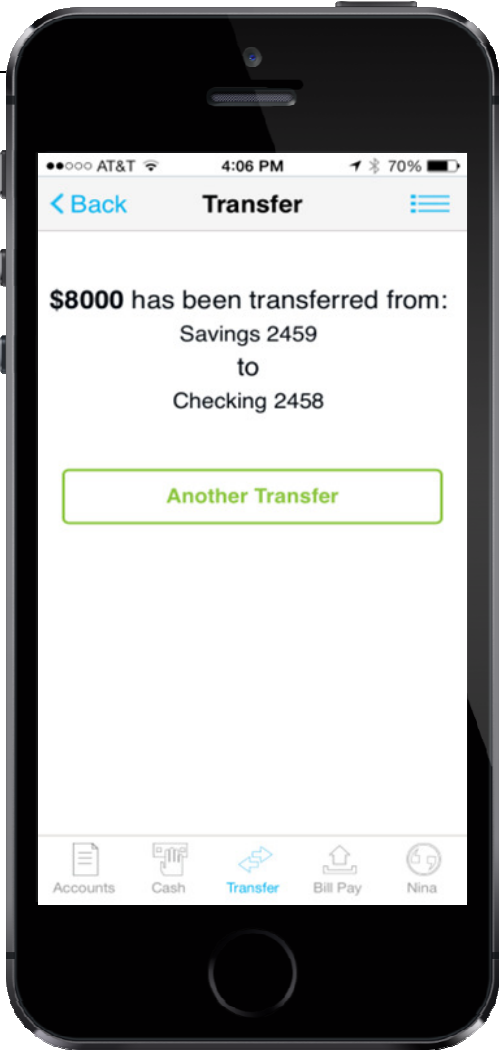 AT&T 4:06 PM 70%
Back Transfer
$8000 has been transferred from:
Savings 2459
to
Checking 2458
Another Transfer
Accounts Cash Transfer Bill Pay Nina